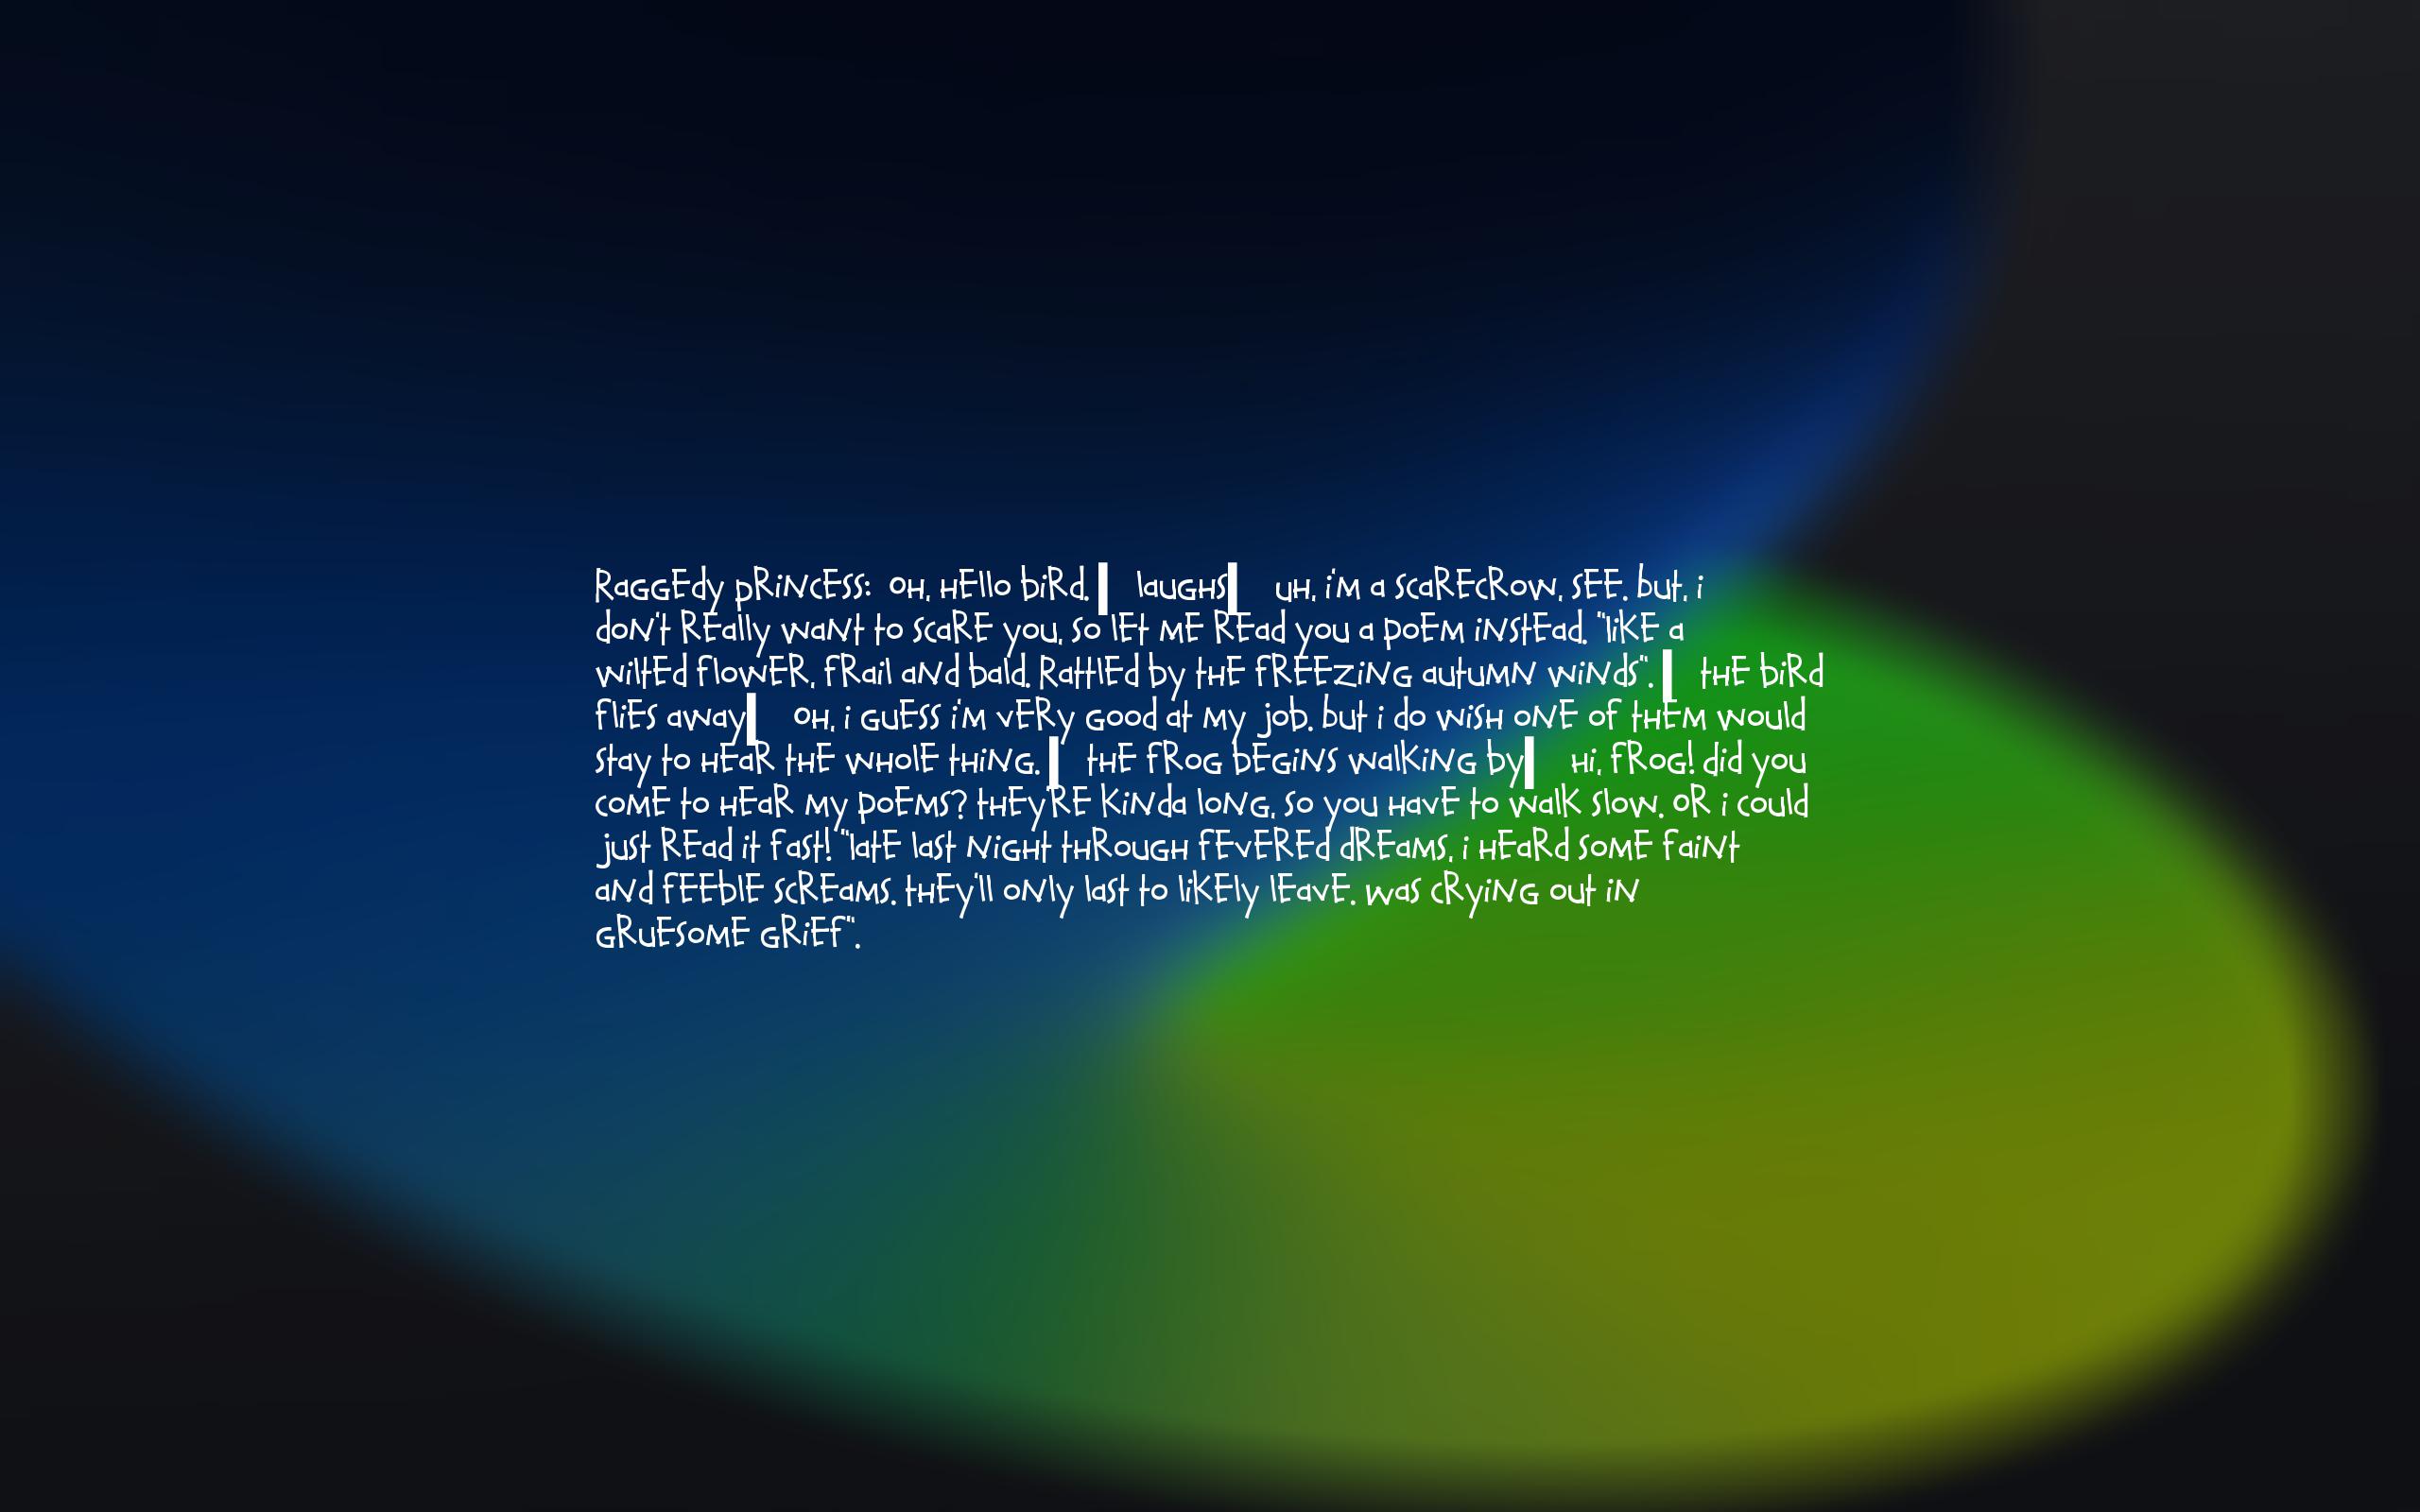 Raggedy Princess:  Oh, hello bird. ▌ laughs▌  Uh, I'm a scarecrow, see. But, I
don't really want to scare you, so let me read you a poem instead. "Like a
wilted flower, frail and bald. Rattled by the freezing autumn winds". ▌ The bird
flies away▌  Oh, I guess I'm very good at my job. But I do wish one of them would
stay to hear the whole thing. ▌ The frog begins walking by▌  Hi, frog! Did you
come to hear my poems? They're kinda long, so you have to walk slow. Or I could
just read it fast! "Late last night through fevered dreams, I heard some faint
and feeble screams. They'll only last to likely leave. Was crying out in
gruesome grief".